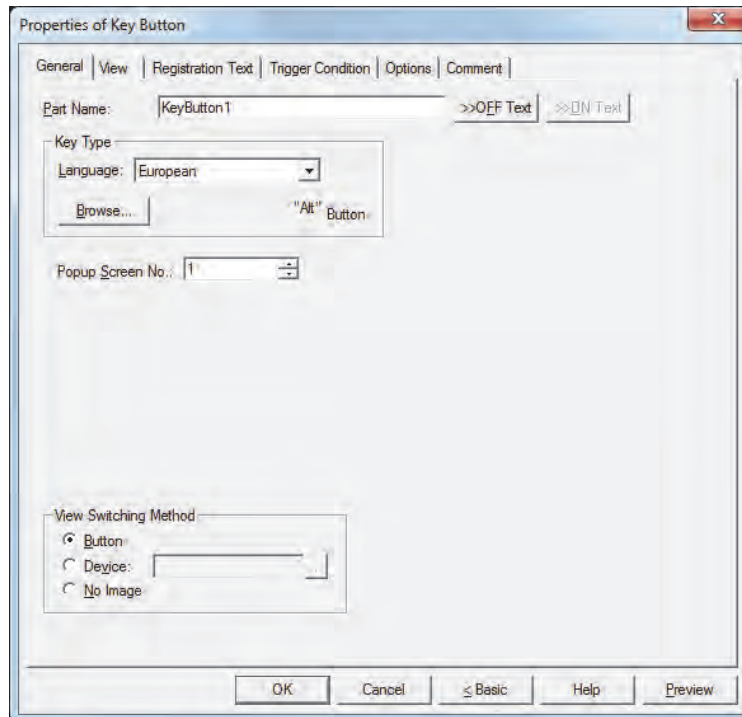 Properties of Key Button
General View Registration Text Trigger Condition Options Comment
Part Name: KeyButton1 >>OFF Text >>ON Text
Key Type
Language: European
Browse... "Alt" Button
Popup Screen No.: 1
View Switching Method
Button
Device: ...
No Image
OK Cancel < Basic Help Preview